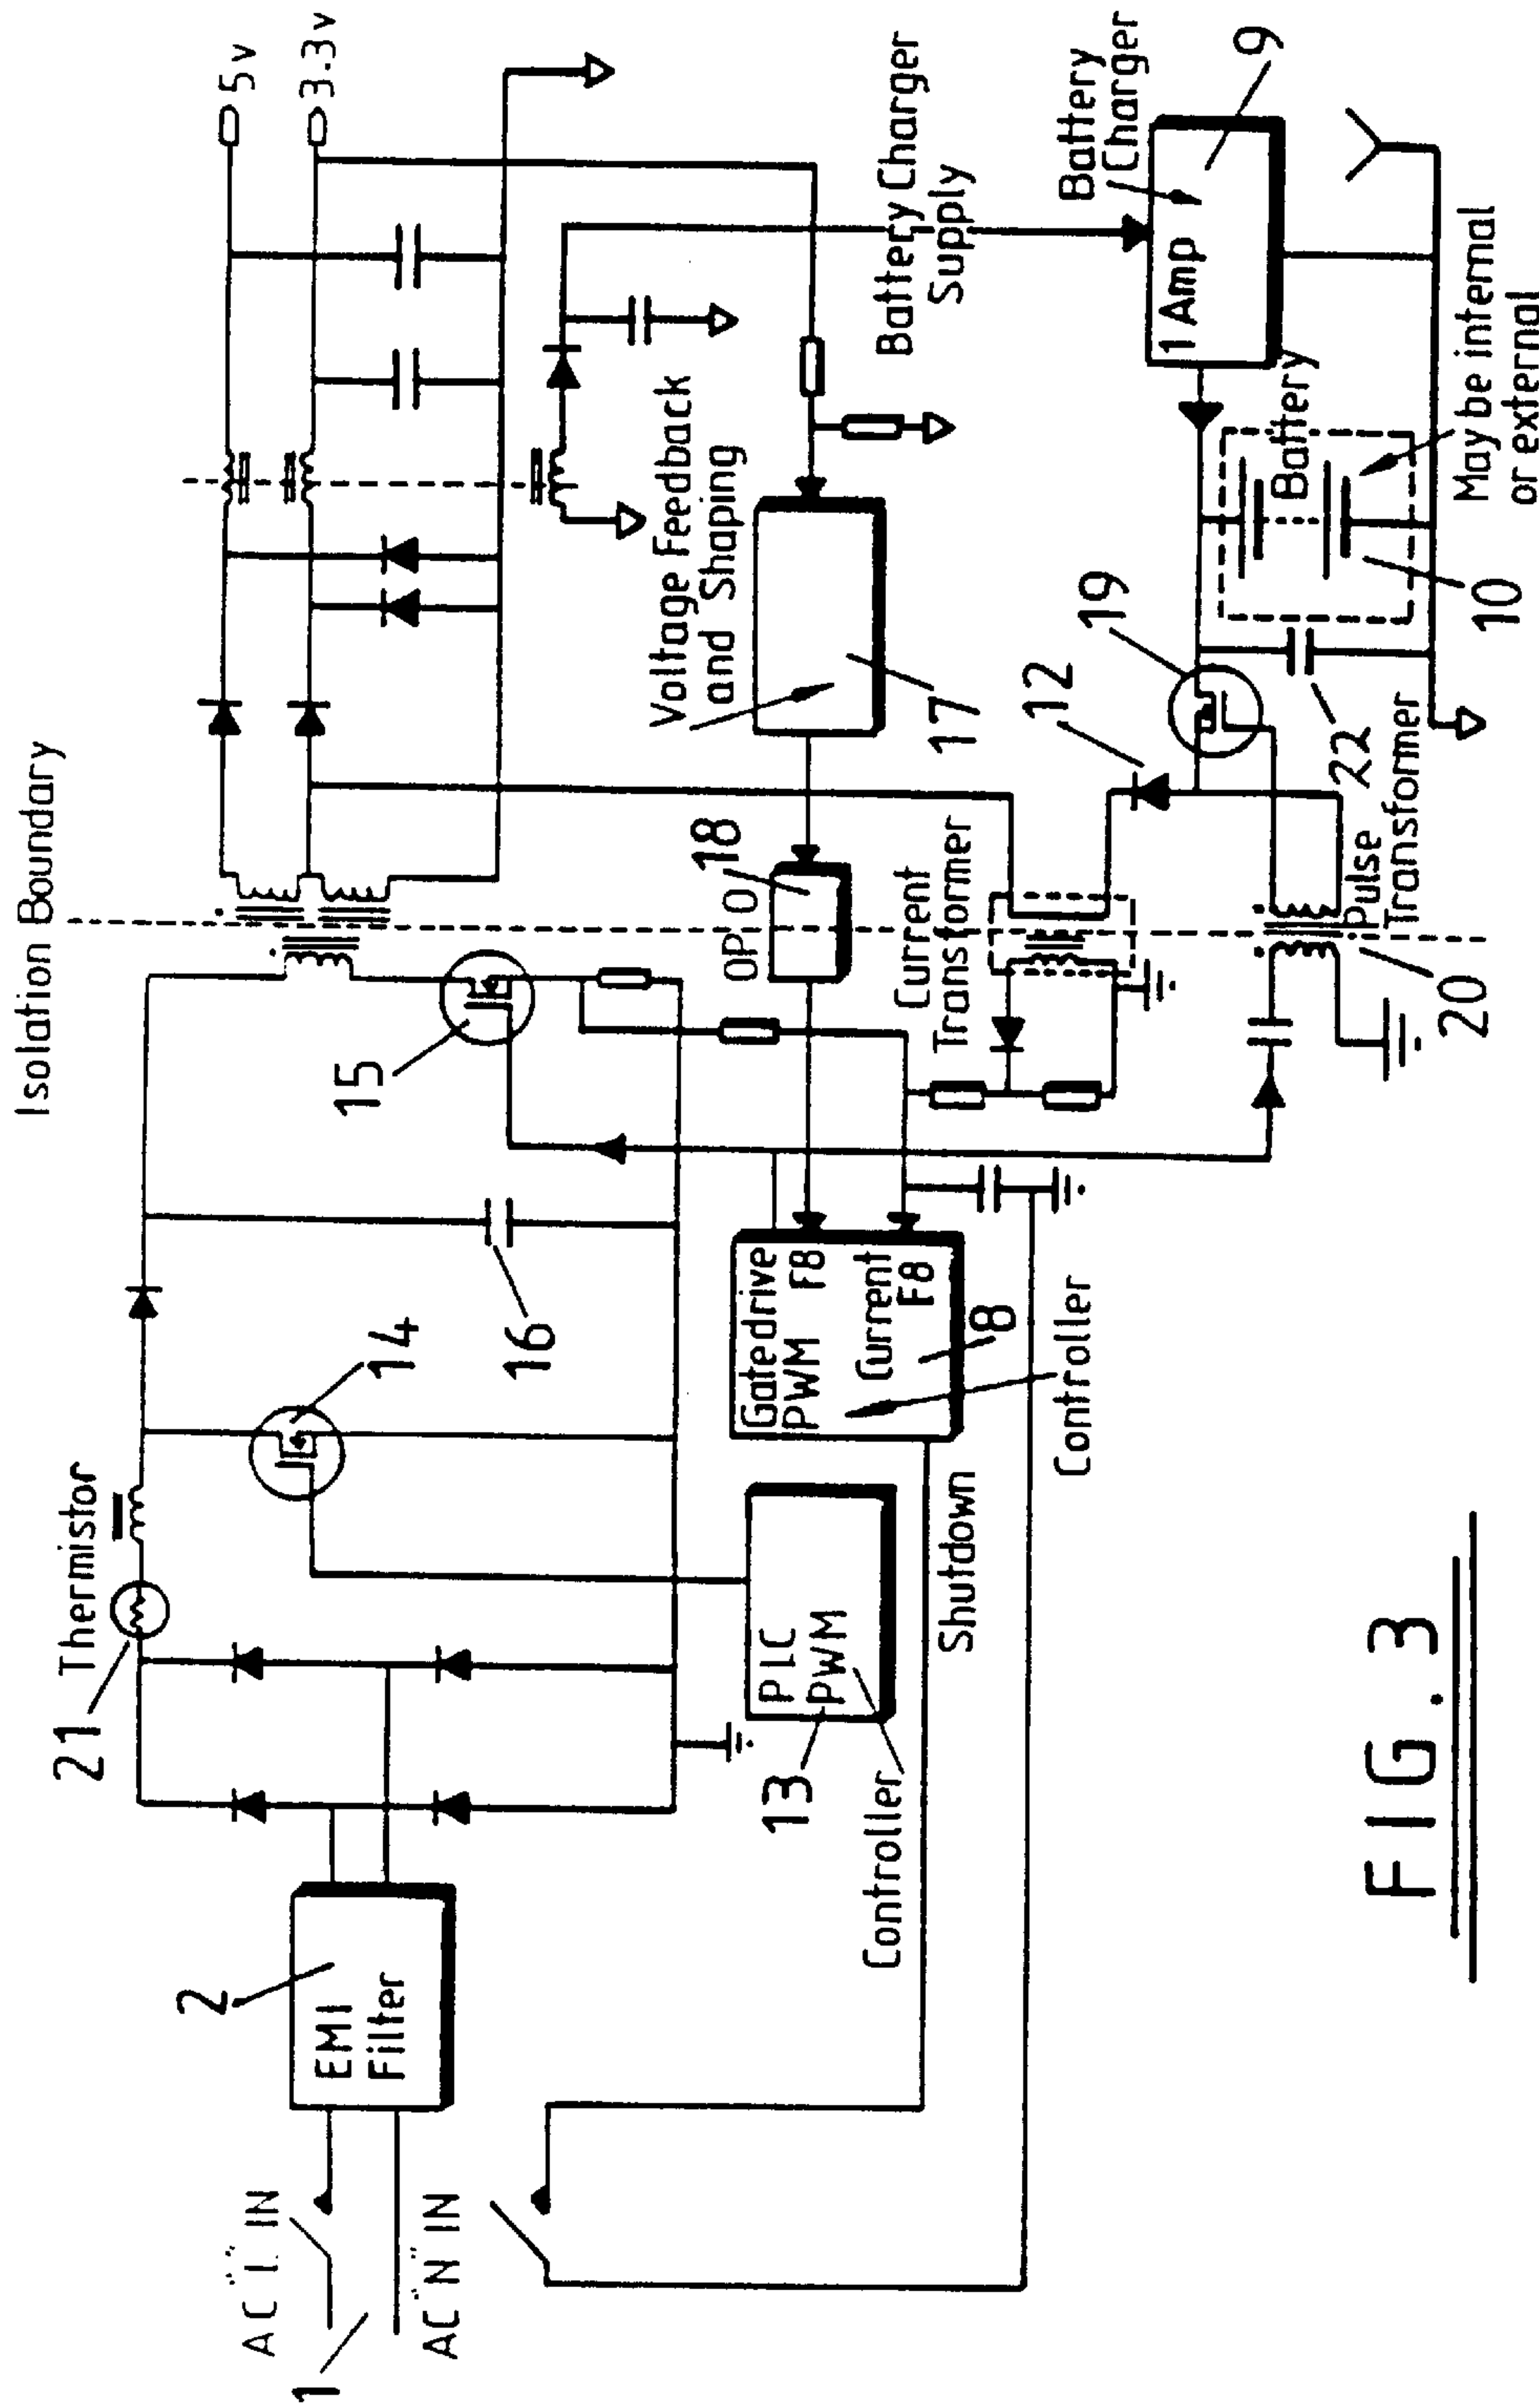 Isolation Boundary
5v
3.3v
Thermistor
21
14
15
16
2
EMI
Filter
AC "L" IN
1
AC "N" IN
Voltage Feedback
and Shaping
17
18
OP O
Gatedrive
PWM F8
Current
F8
8
Controller
PIC
PWM
13
Controller
Shutdown
Current
Transformer
12
19
Battery Charger
Supply
Battery
Charger
9
1 Amp
Battery
May be internal
or external
10
22
Pulse
Transformer
20
FIG. 3